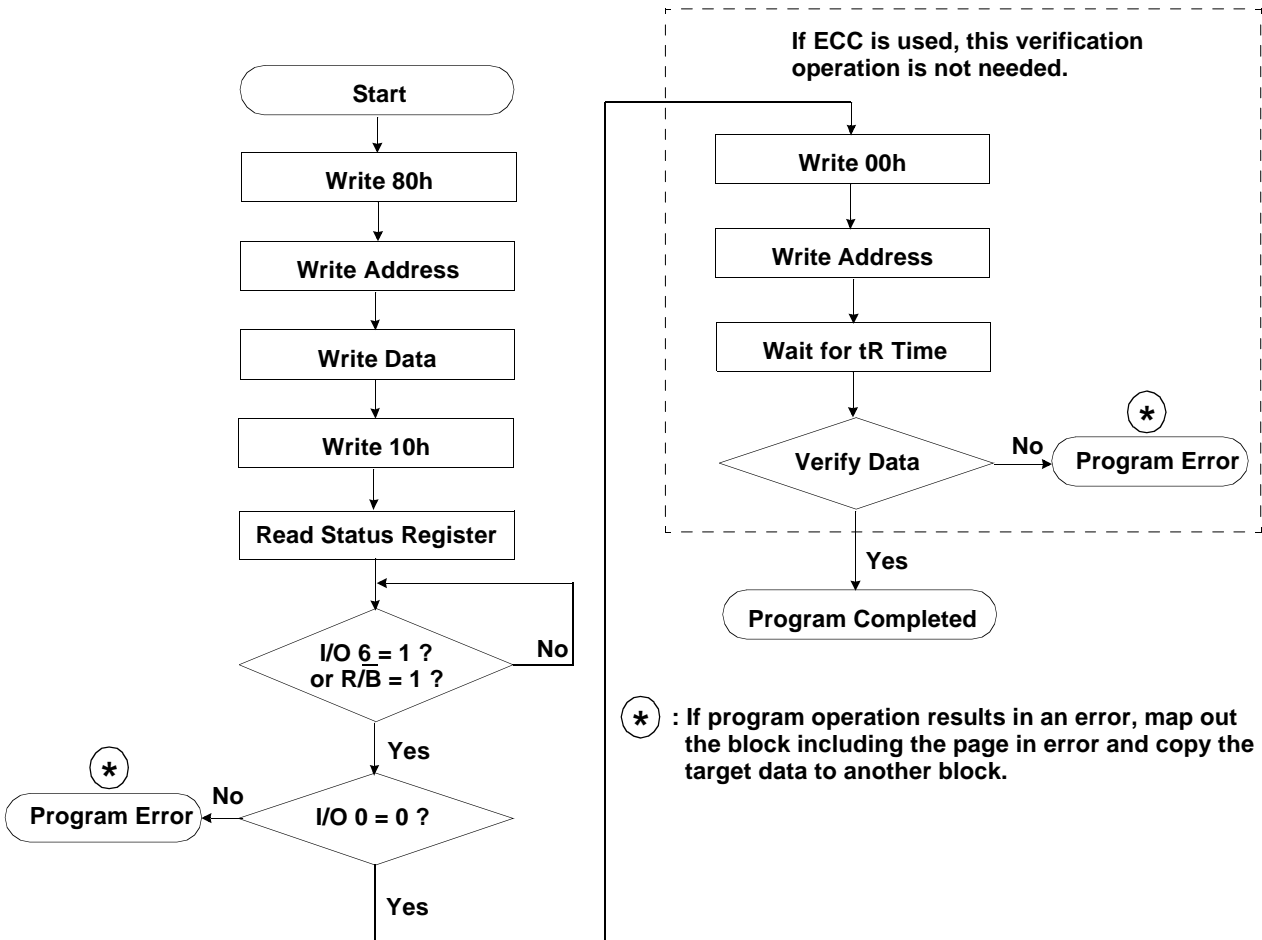 Start
Write 80h
Write Address
Write Data
Write 10h
Read Status Register
I/O 6 = 1 ?
or R/B̅ = 1 ?
No
Yes
*
No
Program Error
I/O 0 = 0 ?
Yes
If ECC is used, this verification
operation is not needed.
Write 00h
Write Address
Wait for tR Time
*
Verify Data
No
Program Error
Yes
Program Completed
* : If program operation results in an error, map out
the block including the page in error and copy the
target data to another block.